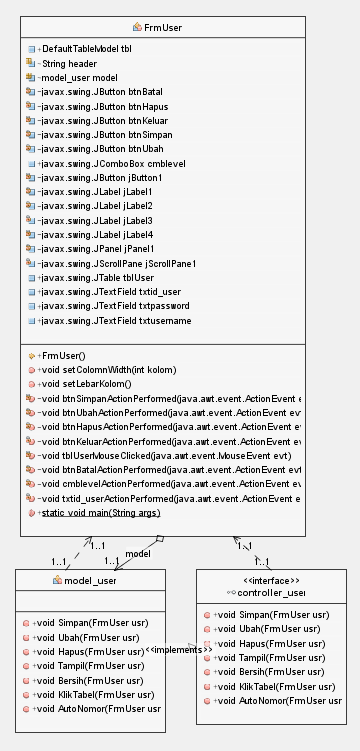 FrmUser
+DefaultTableModel tbl
~String header
~model_user model
-javax.swing.JButton btnBatal
-javax.swing.JButton btnHapus
-javax.swing.JButton btnKeluar
-javax.swing.JButton btnSimpan
-javax.swing.JButton btnUbah
+javax.swing.JComboBox cmblevel
-javax.swing.JButton jButton1
-javax.swing.JLabel jLabel1
-javax.swing.JLabel jLabel2
-javax.swing.JLabel jLabel3
-javax.swing.JLabel jLabel4
-javax.swing.JPanel jPanel1
-javax.swing.JScrollPane jScrollPane1
+javax.swing.JTable tblUser
+javax.swing.JTextField txtid_user
+javax.swing.JTextField txtpassword
+javax.swing.JTextField txtusername
+FrmUser()
+void setColomnWidth(int kolom)
+void setLebarKolom()
-void btnSimpanActionPerformed(java.awt.event.ActionEvent e
-void btnUbahActionPerformed(java.awt.event.ActionEvent evt
-void btnHapusActionPerformed(java.awt.event.ActionEvent e
-void btnKeluarActionPerformed(java.awt.event.ActionEvent e
-void tblUserMouseClicked(java.awt.event.MouseEvent evt)
-void btnBatalActionPerformed(java.awt.event.ActionEvent evt
-void cmblevelActionPerformed(java.awt.event.ActionEvent e
-void txtid_userActionPerformed(java.awt.event.ActionEvent e
+static void main(String args)
1..1
1..1
1..1
model
1..1
1..1
1..1
model_user
+void Simpan(FrmUser usr)
+void Ubah(FrmUser usr)
+void Hapus(FrmUser usr)
+void Tampil(FrmUser usr)
+void Bersih(FrmUser usr)
+void KlikTabel(FrmUser usr)
+void AutoNomor(FrmUser usr
<<implements>>
<<interface>>
controller_user
+void Simpan(FrmUser usr)
+void Ubah(FrmUser usr)
+void Hapus(FrmUser usr)
+void Tampil(FrmUser usr)
+void Bersih(FrmUser usr)
+void KlikTabel(FrmUser usr)
+void AutoNomor(FrmUser usr